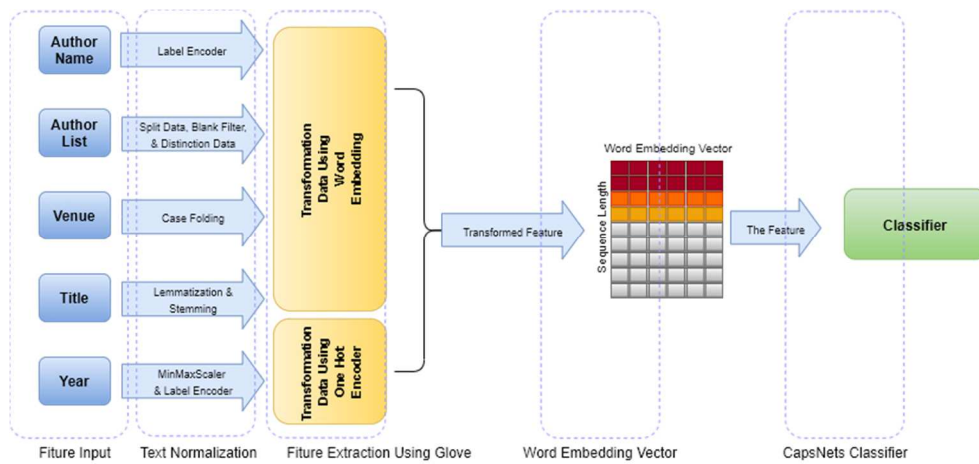 Author
Name
Label Encoder
Author
List
Split Data, Blank Filter,
& Distinction Data
Venue
Case Folding
Title
Lemmatization &
Stemming
Year
MinMaxScaler
& Label Encoder
Transformation
Data Using
Word
Embedding
Transformation
Data Using
One Hot
Encoder
Transformed Feature
Word Embedding Vector
Sequence Length
The Feature
Classifier
Fiture Input
Text Normalization
Fiture Extraction Using Glove
Word Embedding Vector
CapsNets Classifier